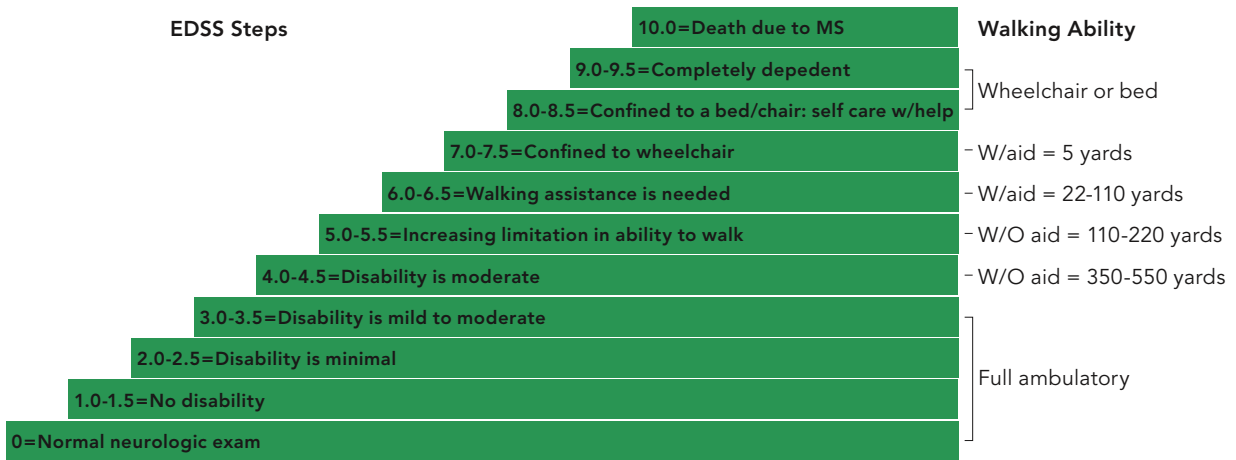 EDSS Steps
10.0=Death due to MS
Walking Ability
9.0-9.5=Completely depedent
Wheelchair or bed
8.0-8.5=Confined to a bed/chair: self care w/help
7.0-7.5=Confined to wheelchair
W/aid = 5 yards
6.0-6.5=Walking assistance is needed
W/aid = 22-110 yards
5.0-5.5=Increasing limitation in ability to walk
W/O aid = 110-220 yards
4.0-4.5=Disability is moderate
W/O aid = 350-550 yards
3.0-3.5=Disability is mild to moderate
2.0-2.5=Disability is minimal
Full ambulatory
1.0-1.5=No disability
0=Normal neurologic exam